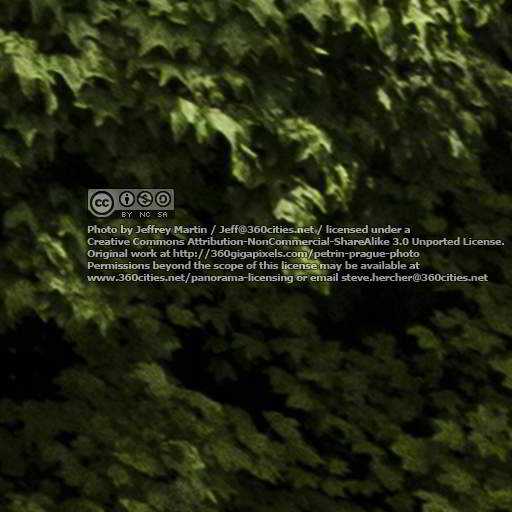 cc
BY NC SA
Photo by Jeffrey Martin / Jeff@360cities.net / licensed under a
Creative Commons Attribution-NonCommercial-ShareAlike 3.0 Unported License.
Original work at http://360gigapixels.com/petrin-prague-photo
Permissions beyond the scope of this license may be available at
www.360cities.net/panorama-licensing or email steve.hercher@360cities.net